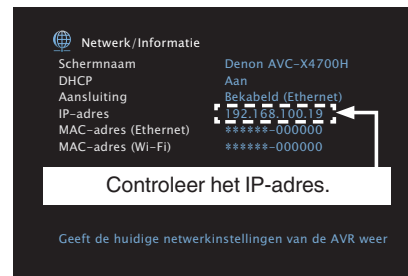 Netwerk/Informatie
Schermnaam Denon AVC-X4700H
DHCP Aan
Aansluiting Bekabeld (Ethernet)
IP-adres 192.168.100.19
MAC-adres (Ethernet) ******-000000
MAC-adres (Wi-Fi) ******-000000
Controleer het IP-adres.
Geeft de huidige netwerkinstellingen van de AVR weer